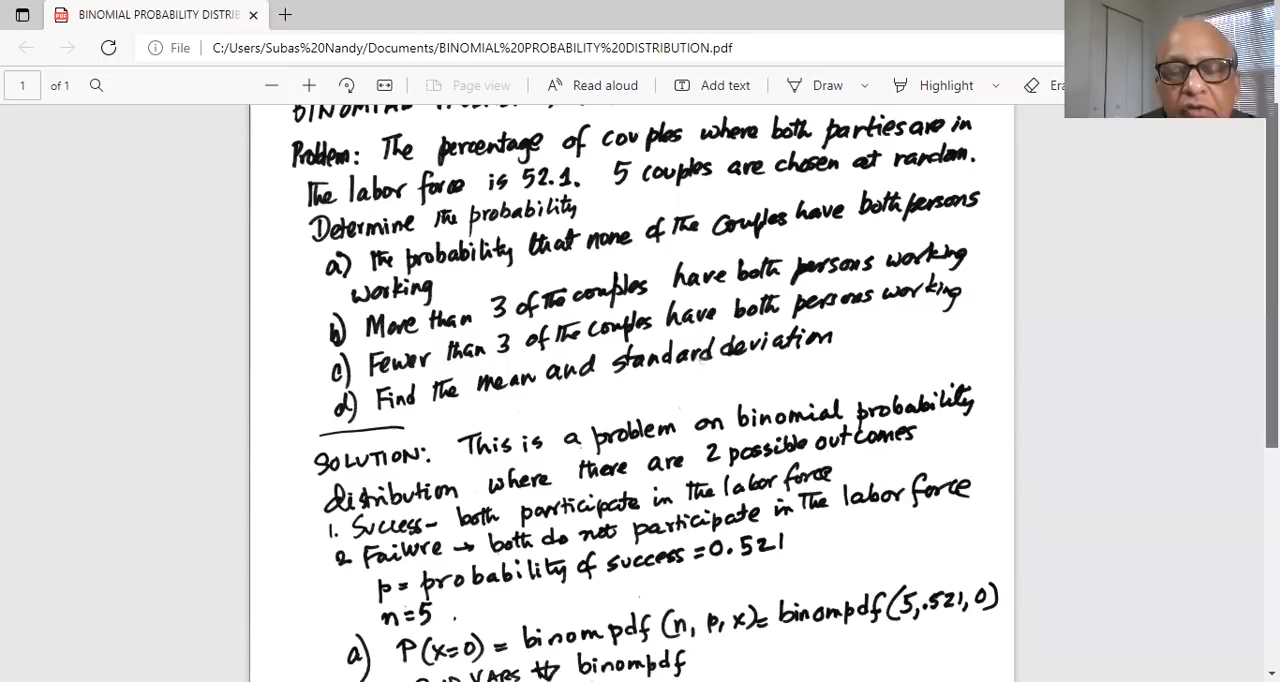 BINOMIAL PROBABILITY DISTRIB
File C:/Users/Subas%20Nandy/Documents/BINOMIAL%20PROBABILITY%20DISTRIBUTION.pdf
1 of 1 Page view Read aloud Add text Draw Highlight Era
BINOMIAL
Problem: The percentage of couples where both parties are in
the labor force is 52.1. 5 couples are chosen at random.
Determine the probability
a) the probability that none of the couples have both persons
working
b) More than 3 of the couples have both persons working
c) Fewer than 3 of the couples have both persons working
d) Find the mean and standard deviation
SOLUTION: This is a problem on binomial probability
distribution where there are 2 possible outcomes
1. Success- both participate in the labor force
2 Failure → both do not participate in the labor force
p = probability of success = 0.521
n=5
a) P(x=0) = binompdf (n, p, x)= binompdf(5,.521,0)
VARS binompdf